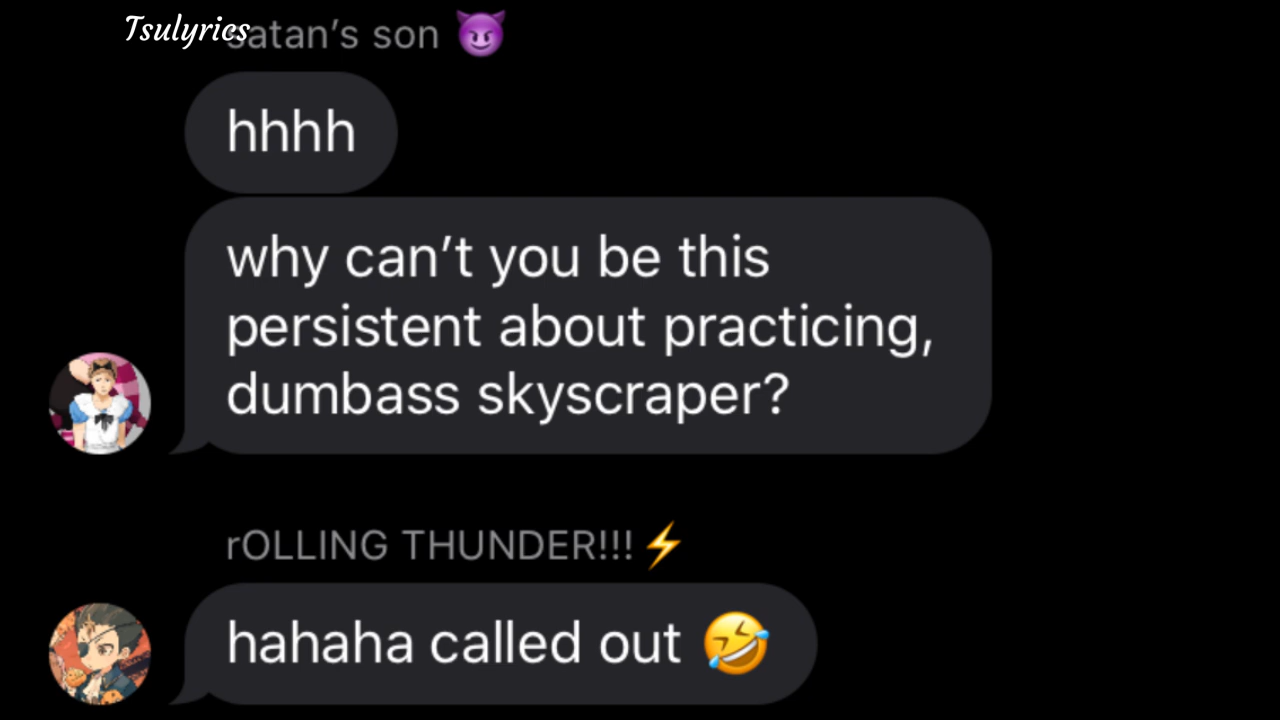 Tsulyrics
satan’s son 😈
hhhh
why can’t you be this
persistent about practicing,
dumbass skyscraper?
rOLLING THUNDER!!!⚡
hahaha called out 🤣